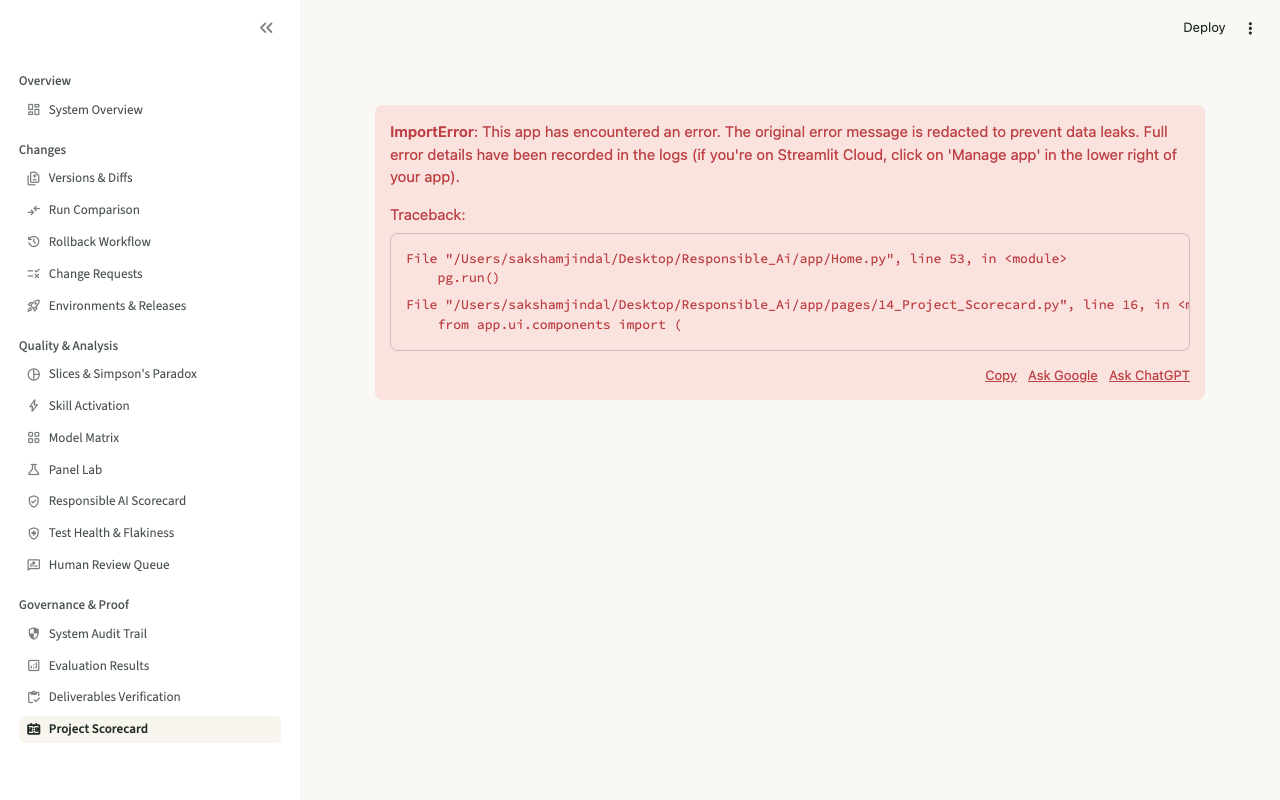 Deploy
Overview
System Overview
Changes
Versions & Diffs
Run Comparison
Rollback Workflow
Change Requests
Environments & Releases
Quality & Analysis
Slices & Simpson's Paradox
Skill Activation
Model Matrix
Panel Lab
Responsible AI Scorecard
Test Health & Flakiness
Human Review Queue
Governance & Proof
System Audit Trail
Evaluation Results
Deliverables Verification
Project Scorecard
ImportError: This app has encountered an error. The original error message is redacted to prevent data leaks. Full
error details have been recorded in the logs (if you're on Streamlit Cloud, click on 'Manage app' in the lower right of
your app).
Traceback:
File "/Users/sakshamjindal/Desktop/Responsible_Ai/app/Home.py", line 53, in <module>
pg.run()
File "/Users/sakshamjindal/Desktop/Responsible_Ai/app/pages/14_Project_Scorecard.py", line 16, in
from app.ui.components import (
Copy Ask Google Ask ChatGPT